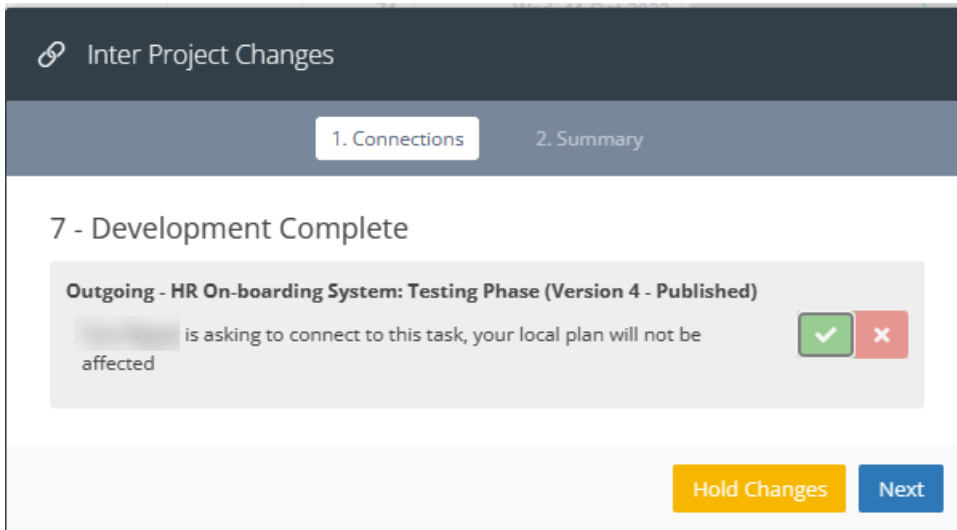 Inter Project Changes
1. Connections
2. Summary
7 - Development Complete
Outgoing - HR On-boarding System: Testing Phase (Version 4 - Published)
is asking to connect to this task, your local plan will not be
affected
Hold Changes
Next